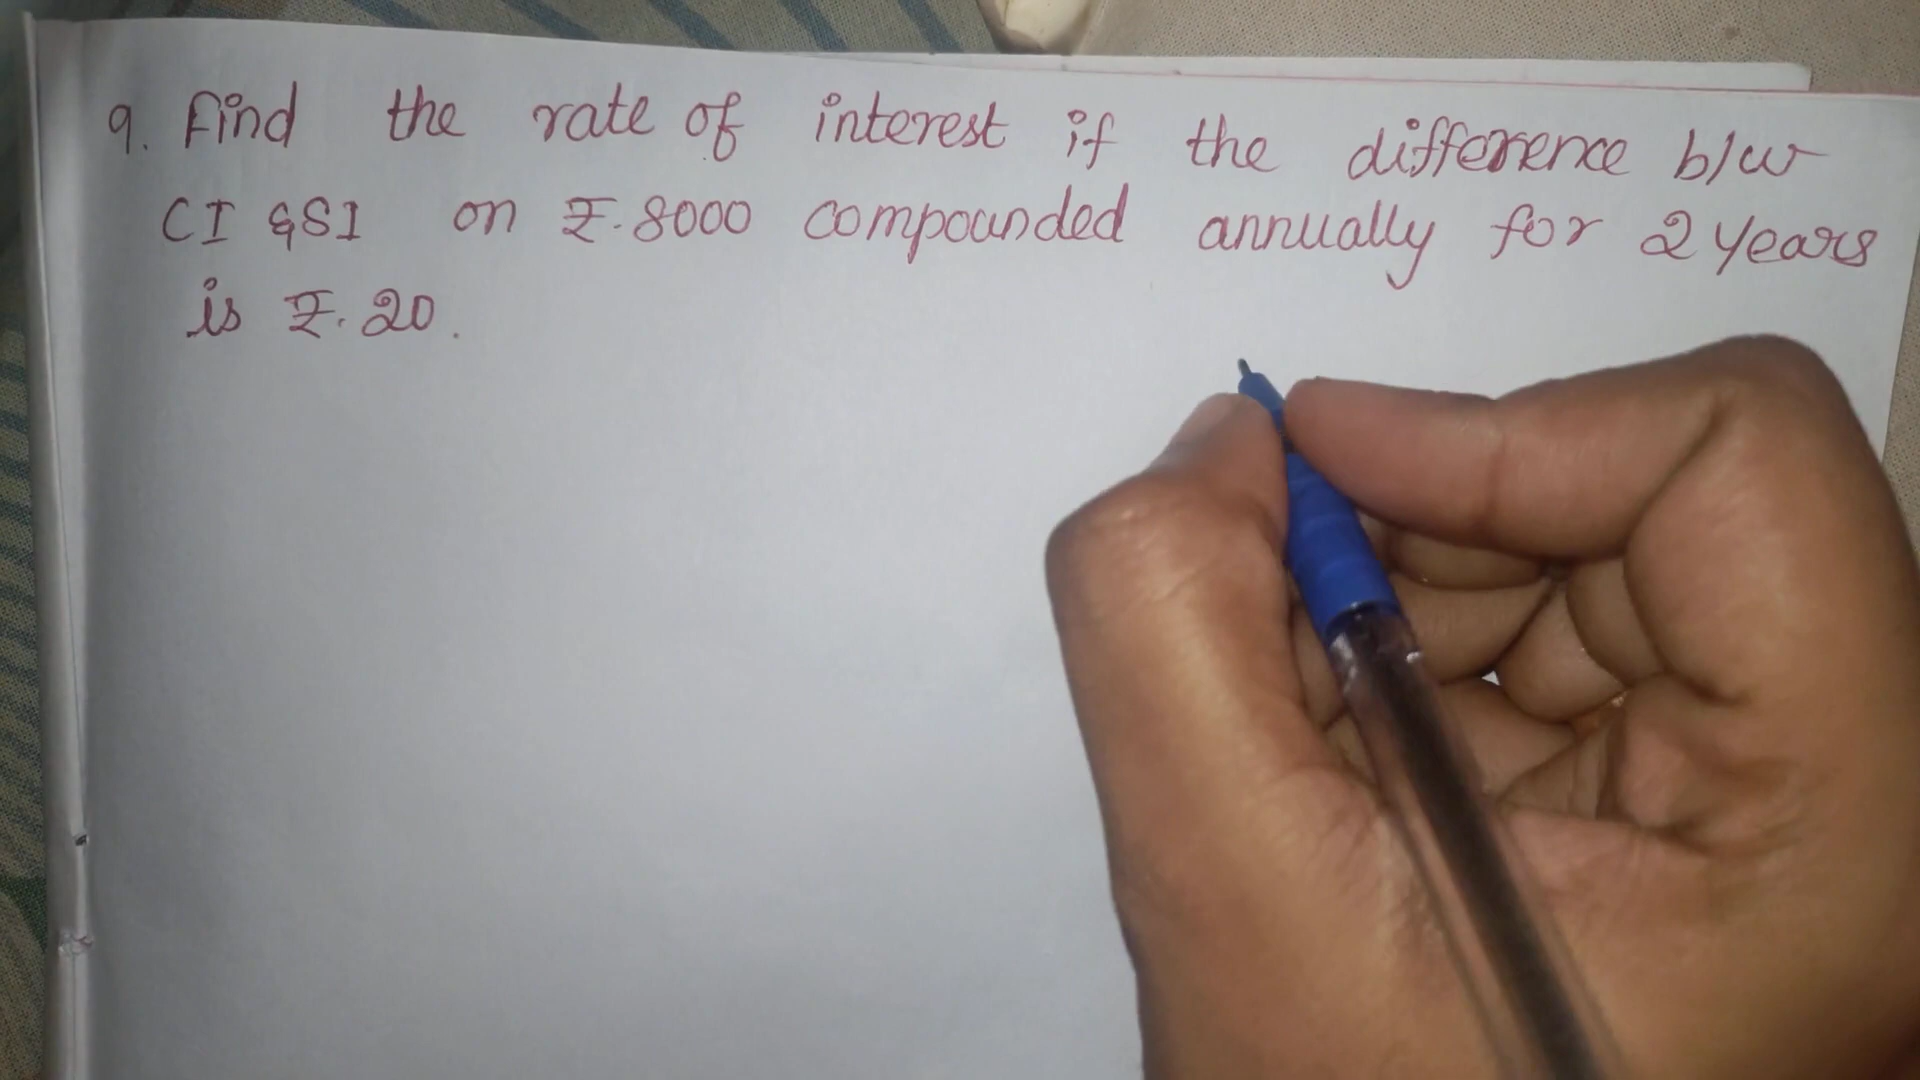 9. Find the rate of interest if the difference b/w
CI & SI on ₹.8000 compounded annually for 2 Years
is ₹.20.